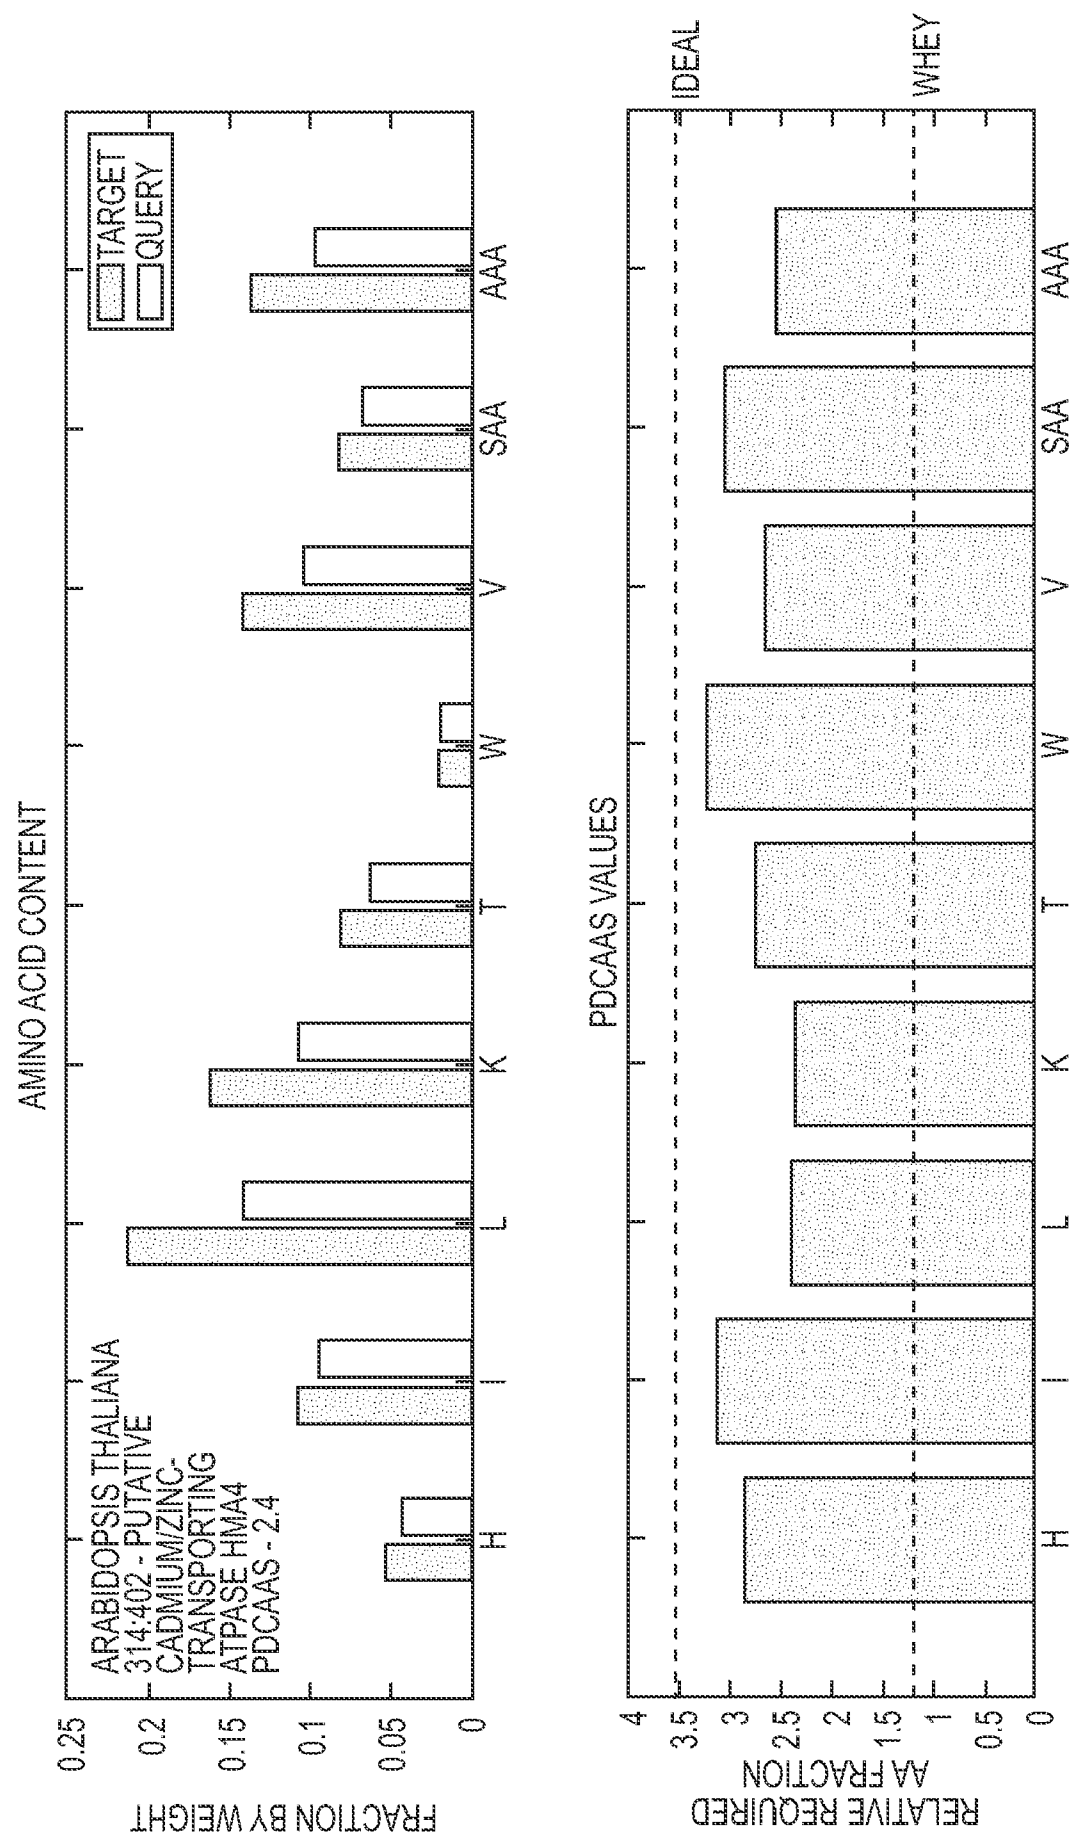 AMINO ACID CONTENT
ARABIDOPSIS THALIANA
314:402 - PUTATIVE
CADMIUM/ZINC-
TRANSPORTING
ATPASE HMA4
PDCAAS - 2.4
TARGET
QUERY
FRACTION BY WEIGHT
0.25
0.2
0.15
0.1
0.05
0
H I L K T W V SAA AAA
PDCAAS VALUES
IDEAL
WHEY
RELATIVE REQUIRED
AA FRACTION
4
3.5
3
2.5
2
1.5
1
0.5
0
H I L K T W V SAA AAA